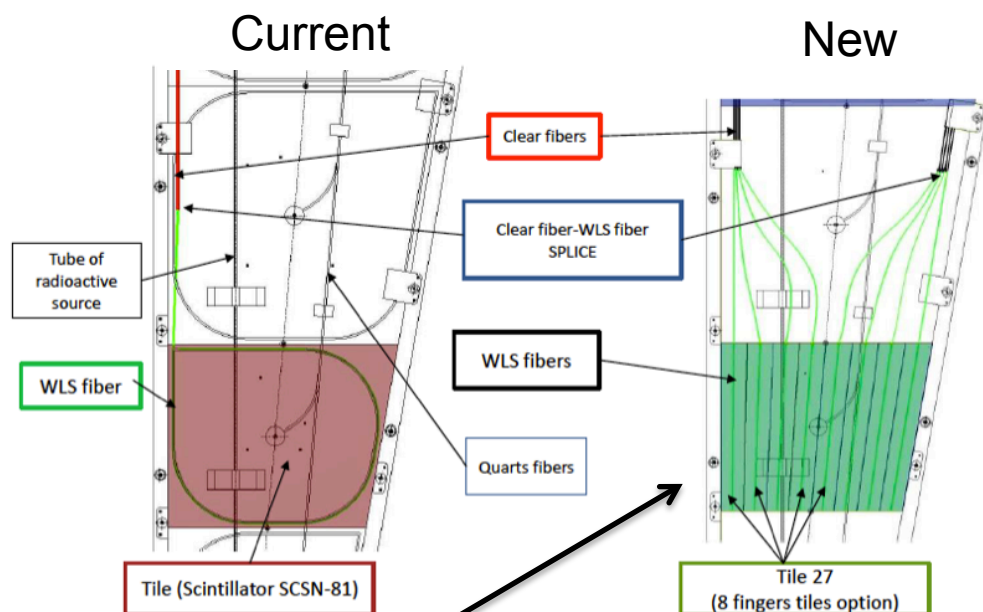 Current
New
Clear fibers
Clear fiber-WLS fiber
SPLICE
Tube of
radioactive
source
WLS fibers
WLS fiber
Quarts fibers
Tile (Scintillator SCSN-81)
Tile 27
(8 fingers tiles option)